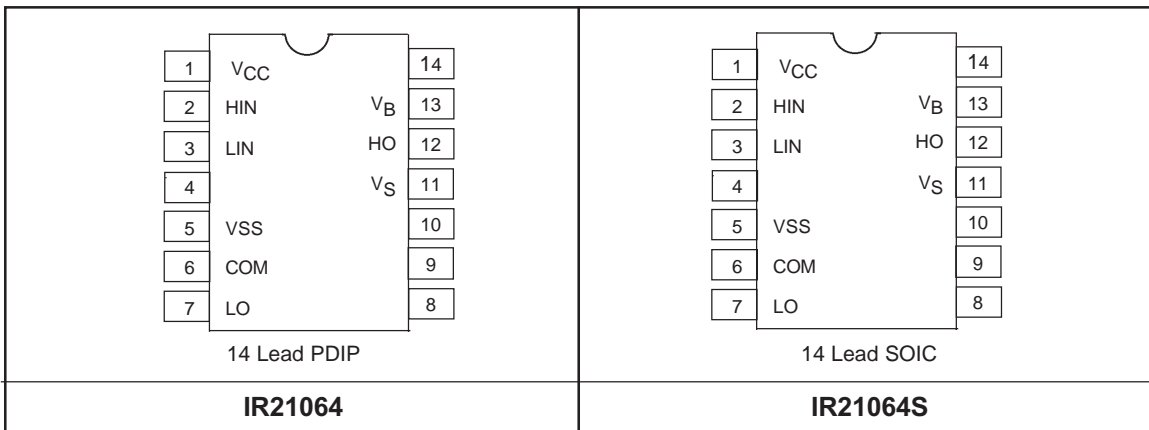 1 VCC 14
2 HIN VB 13
3 LIN HO 12
4 VS 11
5 VSS 10
6 COM 9
7 LO 8
14 Lead PDIP
IR21064
1 VCC 14
2 HIN VB 13
3 LIN HO 12
4 VS 11
5 VSS 10
6 COM 9
7 LO 8
14 Lead SOIC
IR21064S